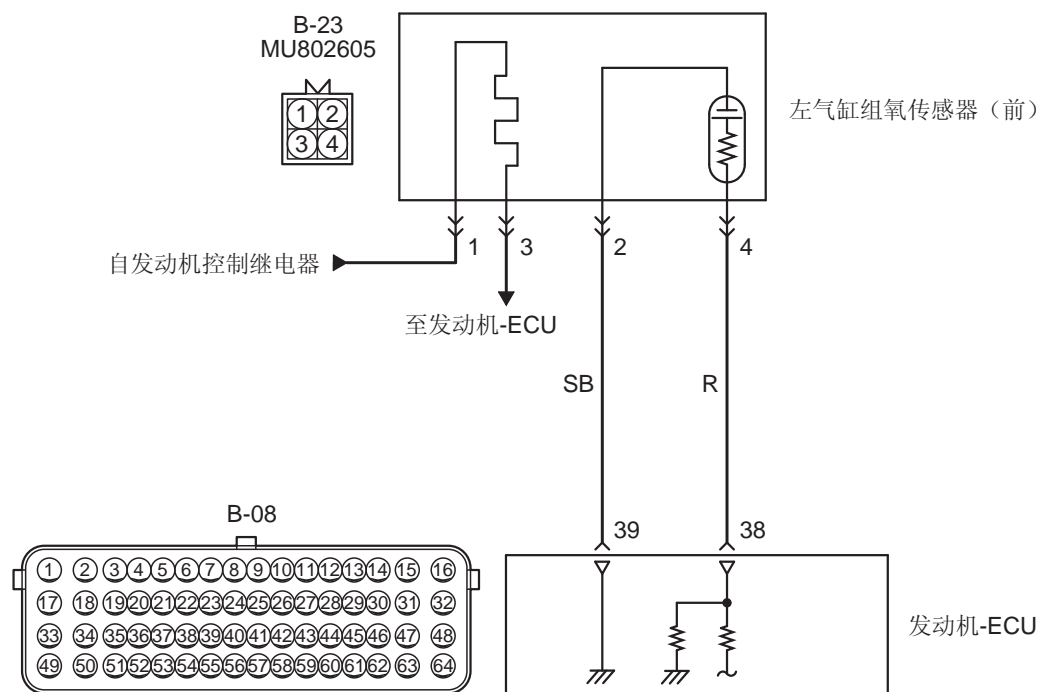 B-23
MU802605
1 2
3 4
左气缸组氧传感器（前）
1 3 2 4
自发动机控制继电器
至发动机-ECU
SB R
39 38
B-08
1 2 3 4 5 6 7 8 9 10 11 12 13 14 15 16
17 18 19 20 21 22 23 24 25 26 27 28 29 30 31 32
33 34 35 36 37 38 39 40 41 42 43 44 45 46 47 48
49 50 51 52 53 54 55 56 57 58 59 60 61 62 63 64
发动机-ECU